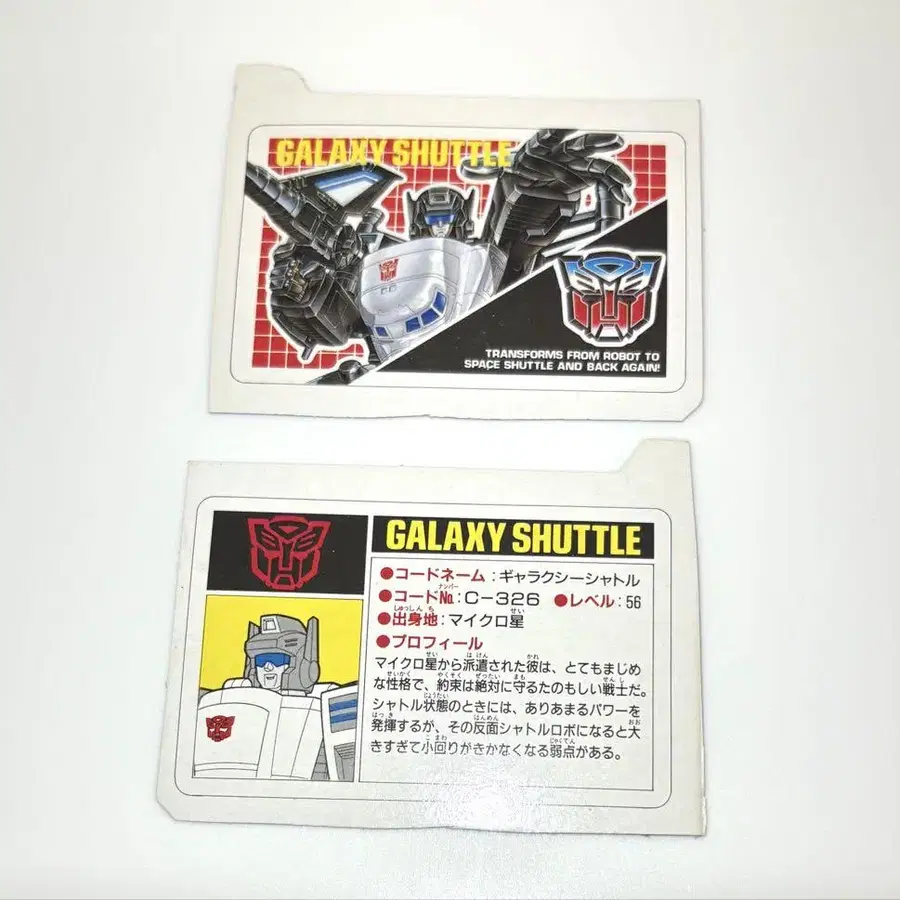 GALAXY SHUTTLE
TRANSFORMS FROM ROBOT TO
SPACE SHUTTLE AND BACK AGAIN!
GALAXY SHUTTLE
●コードネーム:ギャラクシーシャトル
●コード№:C-326 ●レベル:56
●出身地:マイクロ星
●プロフィール
マイクロ星から派遣された彼は、とてもまじめ
な性格で、約束は絶対に守るたのもしい戦士だ。
シャトル状態のときには、ありあまるパワーを
発揮するが、その反面シャトルロボになると大
きすぎて小回りがきかなくなる弱点がある。